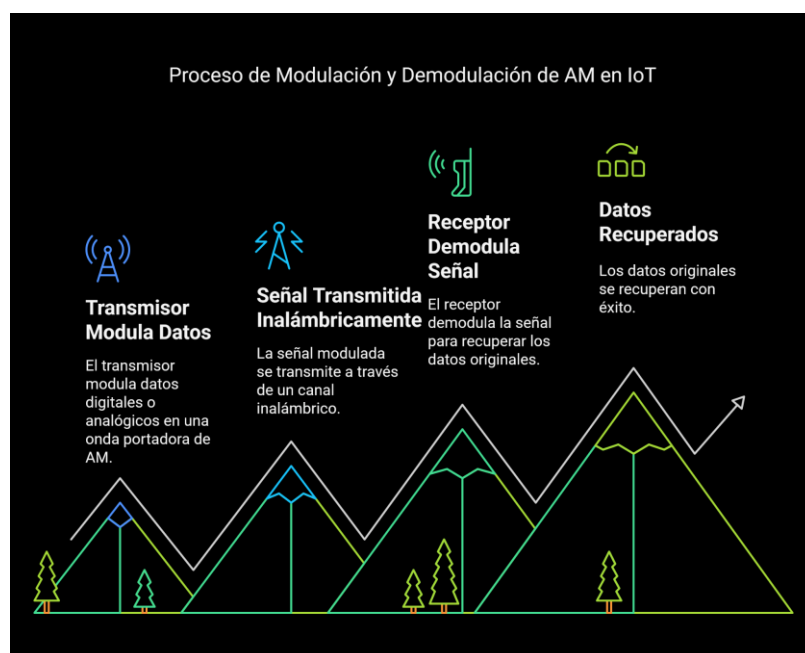 Proceso de Modulación y Demodulación de AM en IoT
Transmisor
Modula Datos
El transmisor
modula datos
digitales o
analógicos en una
onda portadora de
AM.
Señal Transmitida
Inalámbricamente
La señal modulada
se transmite a través
de un canal
inalámbrico.
Receptor
Demodula
Señal
El receptor
demodula la señal
para recuperar los
datos originales.
Datos
Recuperados
Los datos originales
se recuperan con
éxito.